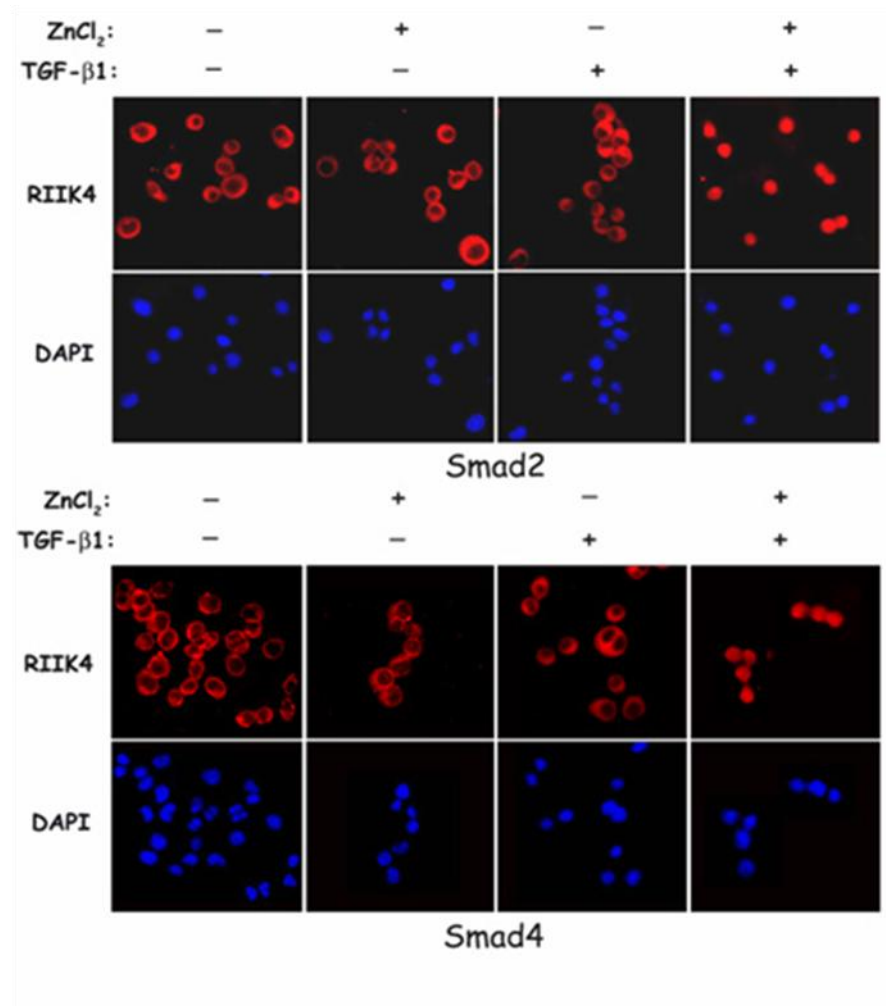 ZnCl₂: – + – +
TGF-β1: – – + +
RIIK4
DAPI
Smad2
ZnCl₂: – + – +
TGF-β1: – – + +
RIIK4
DAPI
Smad4